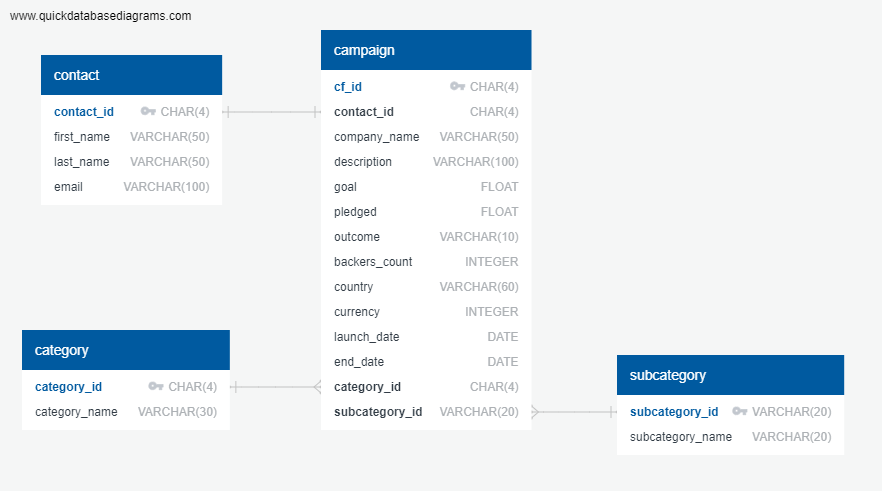 www.quickdatabasediagrams.com
contact
contact_id CHAR(4)
first_name VARCHAR(50)
last_name VARCHAR(50)
email VARCHAR(100)
campaign
cf_id CHAR(4)
contact_id CHAR(4)
company_name VARCHAR(50)
description VARCHAR(100)
goal FLOAT
pledged FLOAT
outcome VARCHAR(10)
backers_count INTEGER
country VARCHAR(60)
currency INTEGER
launch_date DATE
end_date DATE
category_id CHAR(4)
subcategory_id VARCHAR(20)
category
category_id CHAR(4)
category_name VARCHAR(30)
subcategory
subcategory_id VARCHAR(20)
subcategory_name VARCHAR(20)